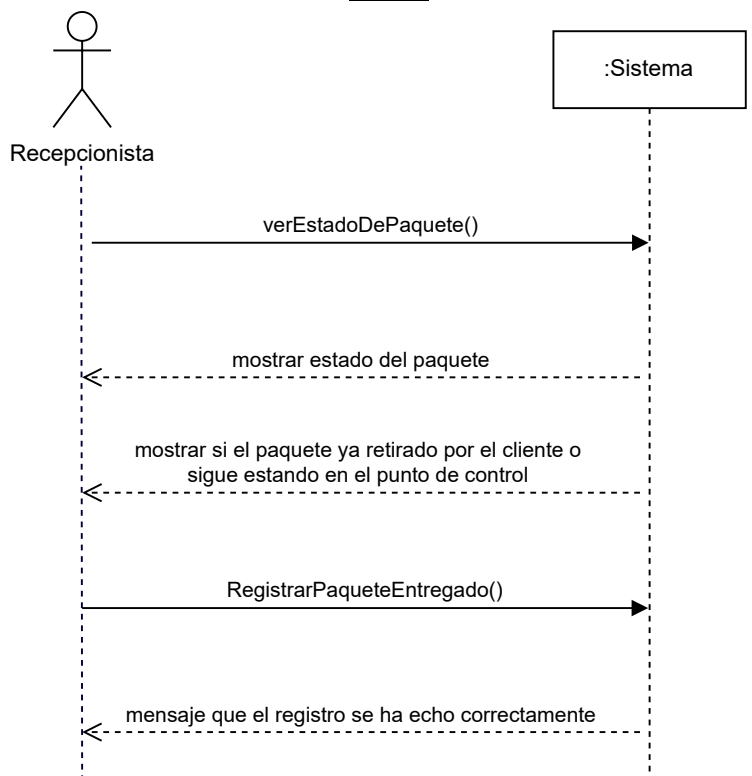 :Sistema
Recepcionista
verEstadoDePaquete()
mostrar estado del paquete
mostrar si el paquete ya retirado por el cliente o
sigue estando en el punto de control
RegistrarPaqueteEntregado()
mensaje que el registro se ha echo correctamente